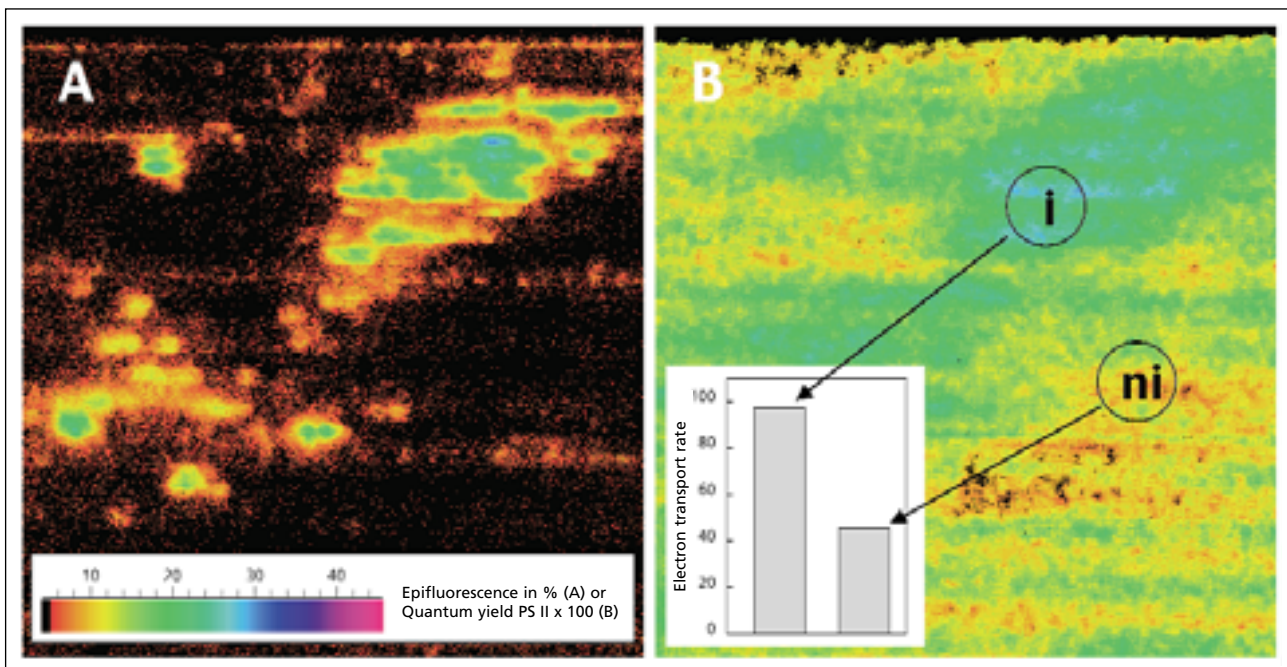 A
B
i
ni
10 20 30 40
Epifluorescence in % (A) or
Quantum yield PS II x 100 (B)
Electron transport rate
100
80
60
40
20
0